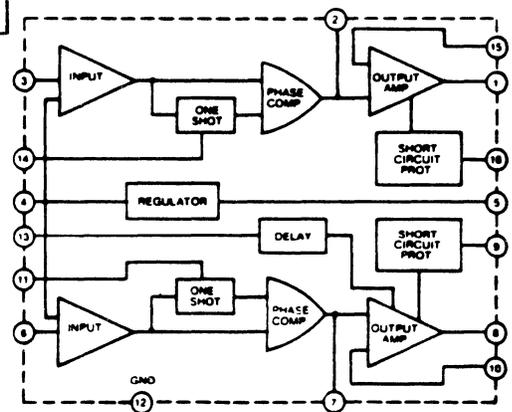 2
3
INPUT
ONE
SHOT
PHASE
COMP
OUTPUT
AMP
15
1
14
SHORT
CIRCUIT
PROT
16
4
REGULATOR
5
13
DELAY
SHORT
CIRCUIT
PROT
9
11
ONE
SHOT
6
INPUT
PHASE
COMP
OUTPUT
AMP
8
10
GND
12
7